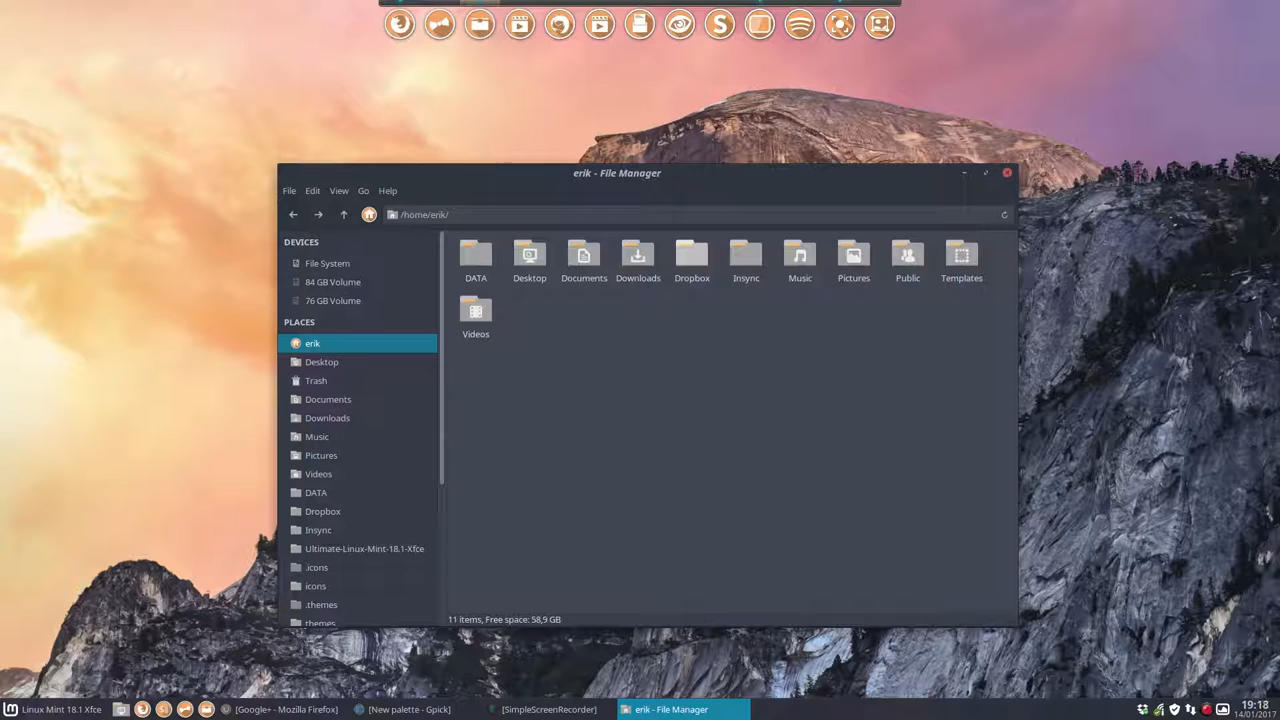 erik - File Manager
File Edit View Go Help
/home/erik/
DEVICES
File System
84 GB Volume
76 GB Volume
PLACES
erik
Desktop
Trash
Documents
Downloads
Music
Pictures
Videos
DATA
Dropbox
Insync
Ultimate-Linux-Mint-18.1-Xfce
.icons
icons
.themes
themes
DATA Desktop Documents Downloads Dropbox Insync Music Pictures Public Templates
Videos
11 items, Free space: 58,9 GB
Linux Mint 18.1 Xfce
[Google+ - Mozilla Firefox]
[New palette - Gpick]
[SimpleScreenRecorder]
erik - File Manager
19:18
14/01/2017